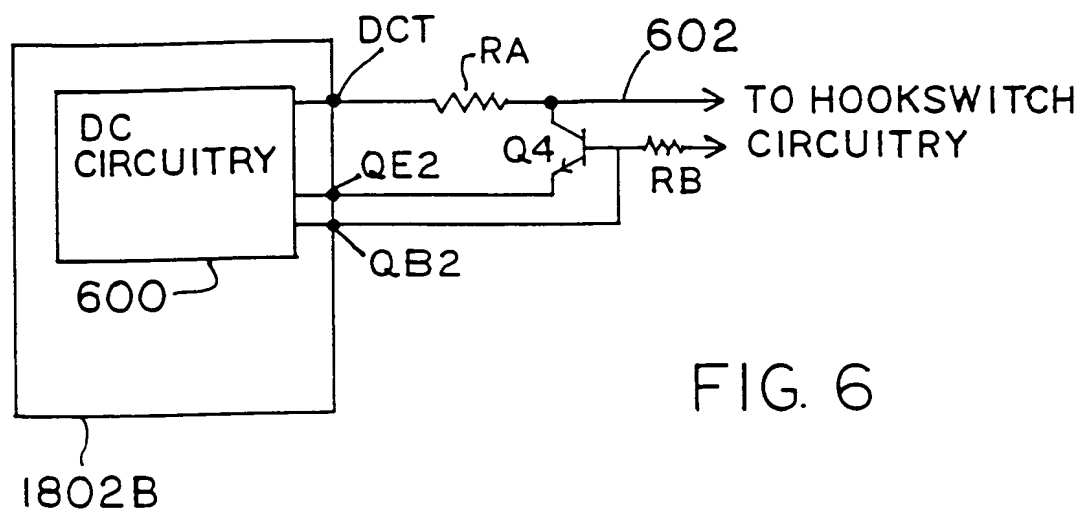 DCT
RA
602
TO HOOKSWITCH
CIRCUITRY
DC
CIRCUITRY
Q4
RB
QE2
QB2
600
FIG. 6
1802B